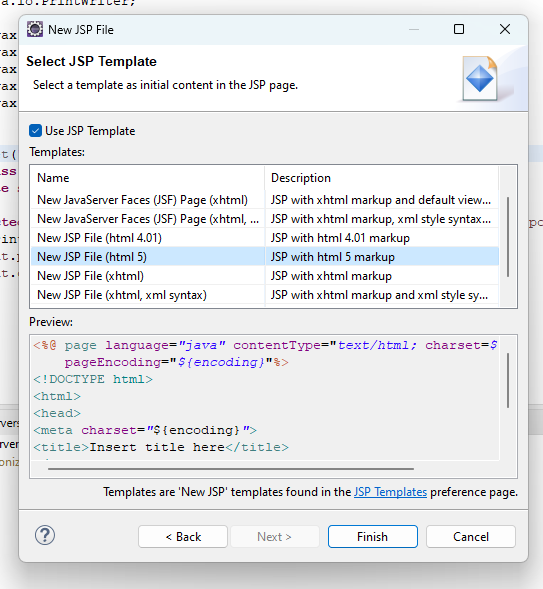 a.io.PrintWriter;
New JSP File
Select JSP Template
Select a template as initial content in the JSP page.
Use JSP Template
Templates:
Name Description
New JavaServer Faces (JSF) Page (xhtml) JSP with xhtml markup and default view...
New JavaServer Faces (JSF) Page (xhtml, ... JSP with xhtml markup, xml style syntax...
New JSP File (html 4.01) JSP with html 4.01 markup
New JSP File (html 5) JSP with html 5 markup
New JSP File (xhtml) JSP with xhtml markup
New JSP File (xhtml, xml syntax) JSP with xhtml markup and xml style sy...
Preview:
<%@ page language="java" contentType="text/html; charset=$
pageEncoding="${encoding}"%>
<!DOCTYPE html>
<html>
<head>
<meta charset="${encoding}">
<title>Insert title here</title>
Templates are 'New JSP' templates found in the JSP Templates preference page.
? < Back Next > Finish Cancel